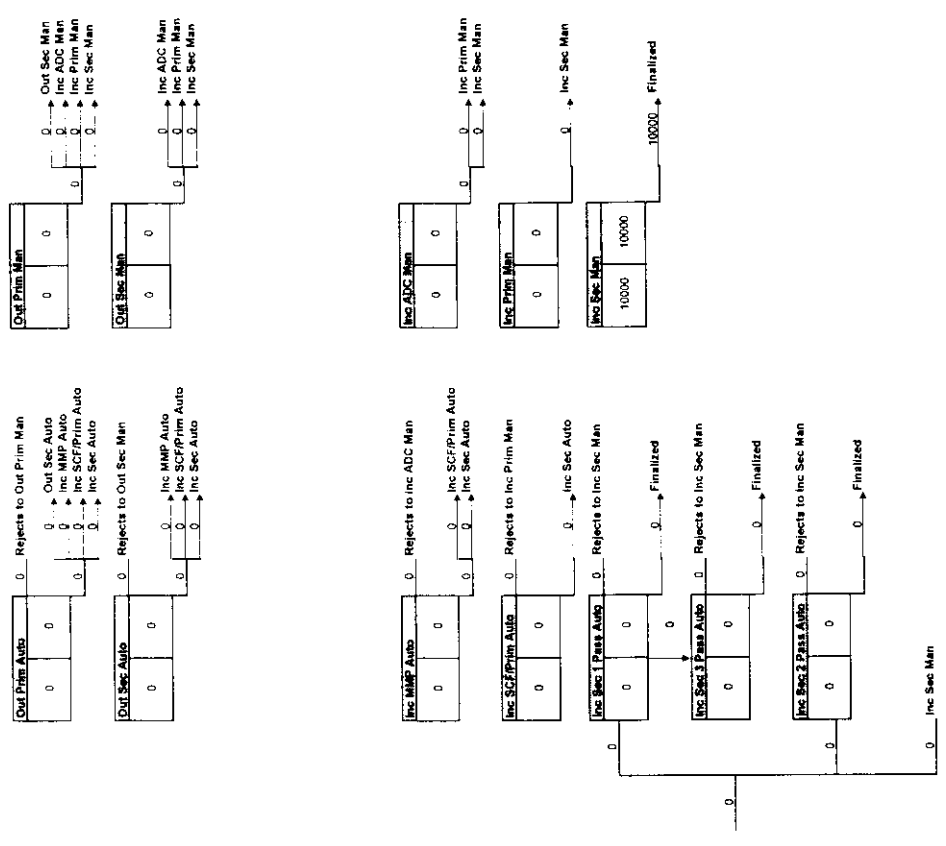 Out Prim Auto
0 0
0 Rejects to Out Prim Man
0
0 Out Sec Auto
0 Inc MMP Auto
0 Inc SCF/Prim Auto
0 Inc Sec Auto
Out Prim Man
0 0
0
0 Out Sec Man
0 Inc ADC Man
0 Inc Prim Man
0 Inc Sec Man
Out Sec Auto
0 0
0 Rejects to Out Sec Man
0
0 Inc MMP Auto
0 Inc SCF/Prim Auto
0 Inc Sec Auto
Out Sec Man
0 0
0
0 Inc ADC Man
0 Inc Prim Man
0 Inc Sec Man
Inc MMP Auto
0 0
0 Rejects to Inc ADC Man
0
0 Inc SCF/Prim Auto
0 Inc Sec Auto
Inc ADC Man
0 0
0
0 Inc Prim Man
0 Inc Sec Man
Inc SCF/Prim Auto
0 0
0 Rejects to Inc Prim Man
0 Inc Sec Auto
Inc Prim Man
0 0
0 Inc Sec Man
0
0
Inc Sec 1 Pass Auto
0 0
0 Rejects to Inc Sec Man
0 Finalized
0
Inc Sec Man
10000 10000
10000 Finalized
Inc Sec 3 Pass Auto
0 0
0 Rejects to Inc Sec Man
0 Finalized
0
Inc Sec 2 Pass Auto
0 0
0 Rejects to Inc Sec Man
0 Finalized
0 Inc Sec Man